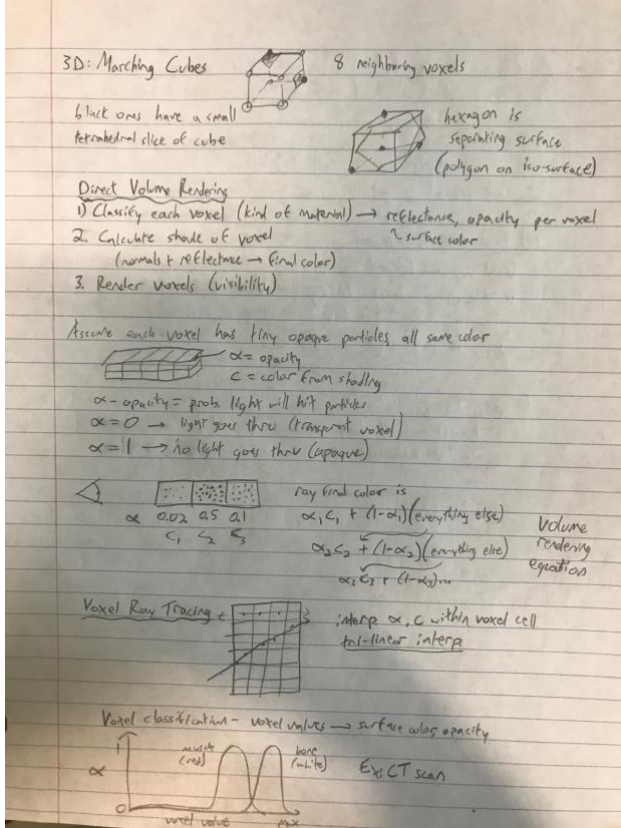 3D: Marching Cubes
8 neighboring voxels
black ones have a small
tetrahedral slice of cube
hexagon is
separating surface
(polygon on iso-surface)
Direct Volume Rendering
1) Classify each voxel (kind of material) → reflectance, opacity per voxel
surface color
2. Calculate shade of voxel
(normals + reflectance → final color)
3. Render voxels (visibility)
Assume each voxel has tiny opaque particles, all same color
α = opacity
c = color from shading
α - opacity = prob. light will hit particles
α = 0 → light goes thru (transparent voxel)
α = 1 → no light goes thru (opaque)
ray final color is
α 0.02 0.5 0.1
c₁ c₂ c₃
α₁c₁ + (1-α₁)(everything else)
α₂c₂ + (1-α₂)(everything else)
Volume
rendering
equation
Voxel Ray Tracing
interp α, c within voxel cell
tri-linear interp
Voxel classification - voxel values → surface color, opacity
1
muscle
(red)
bone
(white)
Ex: CT scan
α
0
voxel value
max